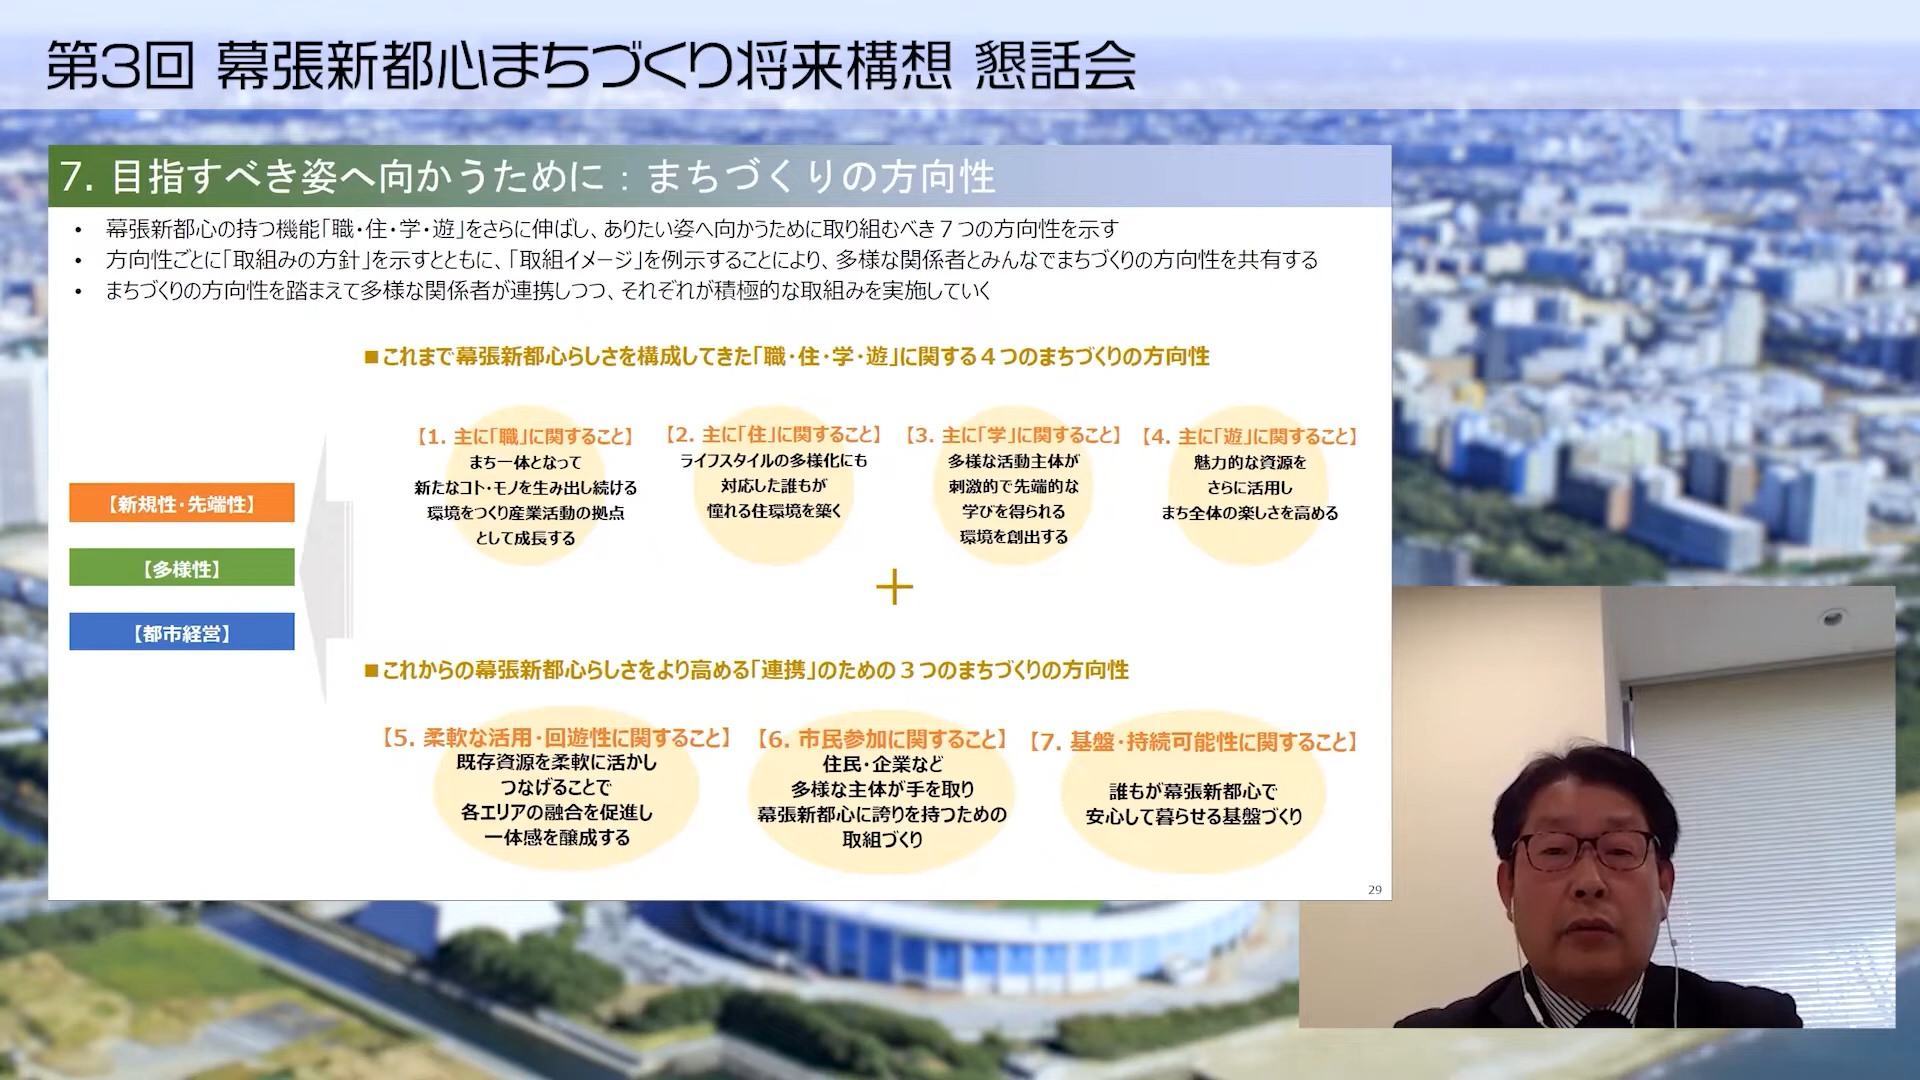 第3回 幕張新都心まちづくり将来構想 懇話会
7. 目指すべき姿へ向かうために：まちづくりの方向性
• 幕張新都心の持つ機能「職・住・学・遊」をさらに伸ばし、ありたい姿へ向かうために取り組むべき７つの方向性を示す
• 方向性ごとに「取組みの方針」を示すとともに、「取組イメージ」を例示することにより、多様な関係者とみんなでまちづくりの方向性を共有する
• まちづくりの方向性を踏まえて多様な関係者が連携しつつ、それぞれが積極的な取組みを実施していく
■これまで幕張新都心らしさを構成してきた「職・住・学・遊」に関する４つのまちづくりの方向性
【1. 主に「職」に関すること】
まち一体となって
新たなコト・モノを生み出し続ける
環境をつくり産業活動の拠点
として成長する
【2. 主に「住」に関すること】
ライフスタイルの多様化にも
対応した誰もが
憧れる住環境を築く
【3. 主に「学」に関すること】
多様な活動主体が
刺激的で先端的な
学びを得られる
環境を創出する
【4. 主に「遊」に関すること】
魅力的な資源を
さらに活用し
まち全体の楽しさを高める
【新規性・先端性】
【多様性】
【都市経営】
＋
■これからの幕張新都心らしさをより高める「連携」のための３つのまちづくりの方向性
【5. 柔軟な活用・回遊性に関すること】
既存資源を柔軟に活かし
つなげることで
各エリアの融合を促進し
一体感を醸成する
【6. 市民参加に関すること】
住民・企業など
多様な主体が手を取り
幕張新都心に誇りを持つための
取組づくり
【7. 基盤・持続可能性に関すること】
誰もが幕張新都心で
安心して暮らせる基盤づくり
29